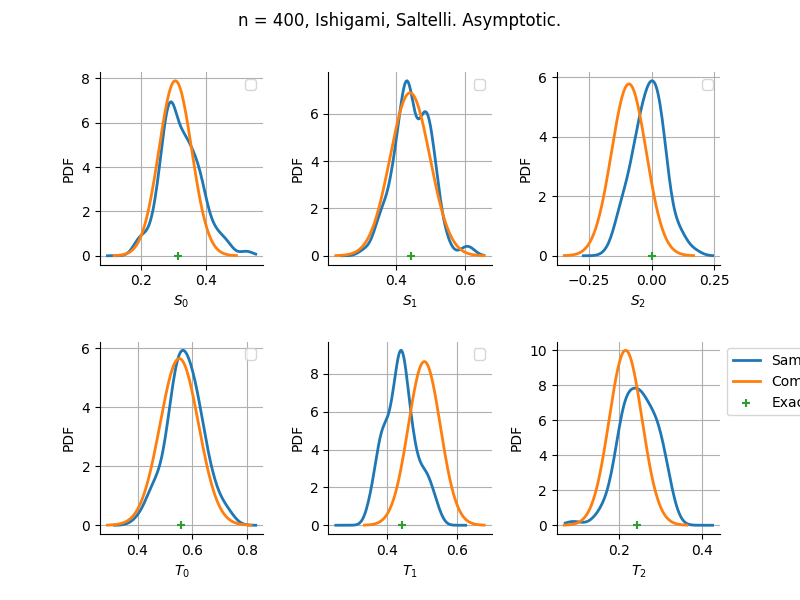 n = 400, Ishigami, Saltelli. Asymptotic.
8
6
4
2
0
0.2
0.4
PDF
S0
6
4
2
0
0.4
0.6
PDF
S1
6
4
2
0
−0.25
0.00
0.25
PDF
S2
6
4
2
0
0.4
0.6
0.8
PDF
T0
8
6
4
2
0
0.4
0.6
PDF
T1
10
8
6
4
2
0
0.2
0.4
PDF
T2
Sam
Com
Exac